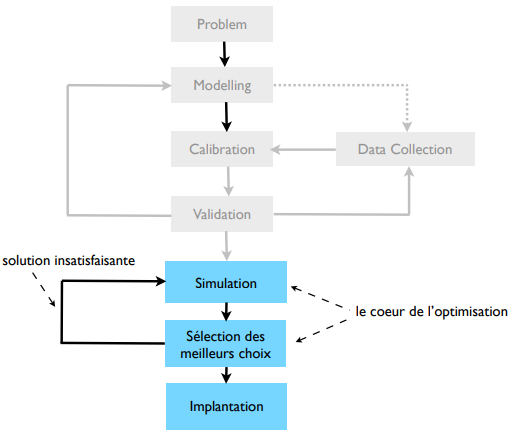 Problem
Modelling
Calibration
Data Collection
Validation
solution insatisfaisante
Simulation
le coeur de l'optimisation
Sélection des
meilleurs choix
Implantation